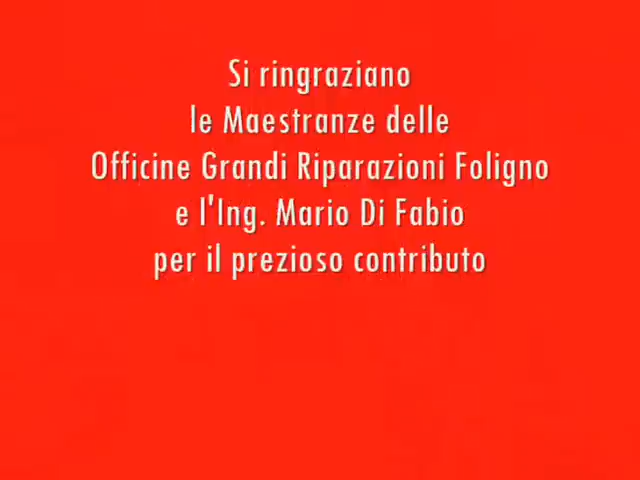 Si ringraziano
le Maestranze delle
Officine Grandi Riparazioni Foligno
e l'Ing. Mario Di Fabio
per il prezioso contributo